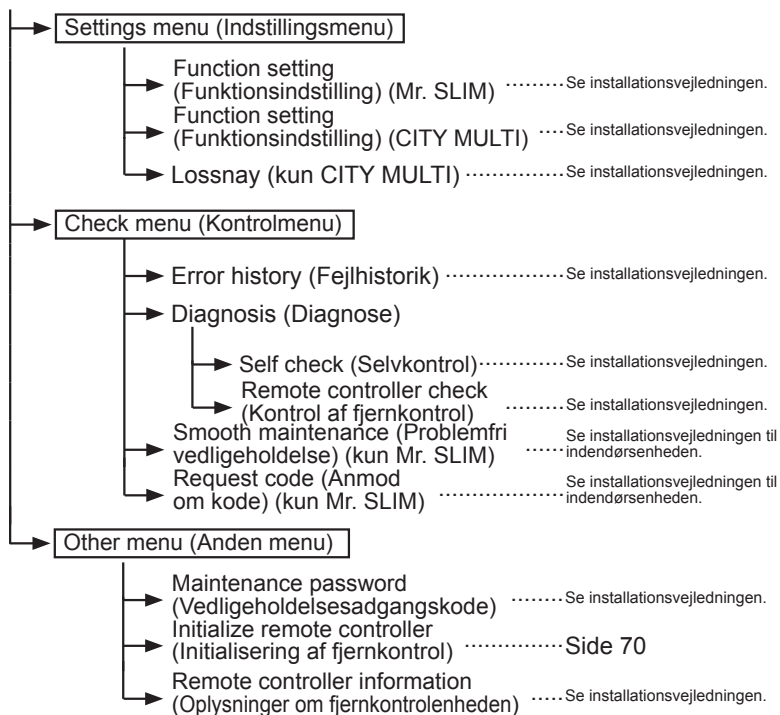 Settings menu (Indstillingsmenu)
Function setting
(Funktionsindstilling) (Mr. SLIM) ········· Se installationsvejledningen.
Function setting
(Funktionsindstilling) (CITY MULTI) ···· Se installationsvejledningen.
Lossnay (kun CITY MULTI) ··············· Se installationsvejledningen.
Check menu (Kontrolmenu)
Error history (Fejlhistorik) ················· Se installationsvejledningen.
Diagnosis (Diagnose)
Self check (Selvkontrol) ············· Se installationsvejledningen.
Remote controller check
(Kontrol af fjernkontrol) ········· Se installationsvejledningen.
Smooth maintenance (Problemfri
vedligeholdelse) (kun Mr. SLIM) ······ Se installationsvejledningen til
indendørsenheden.
Request code (Anmod
om kode) (kun Mr. SLIM) ·················· Se installationsvejledningen til
indendørsenheden.
Other menu (Anden menu)
Maintenance password
(Vedligeholdelsesadgangskode) ········ Se installationsvejledningen.
Initialize remote controller
(Initialisering af fjernkontrol) ·············· Side 70
Remote controller information
(Oplysninger om fjernkontrolenheden) ····· Se installationsvejledningen.